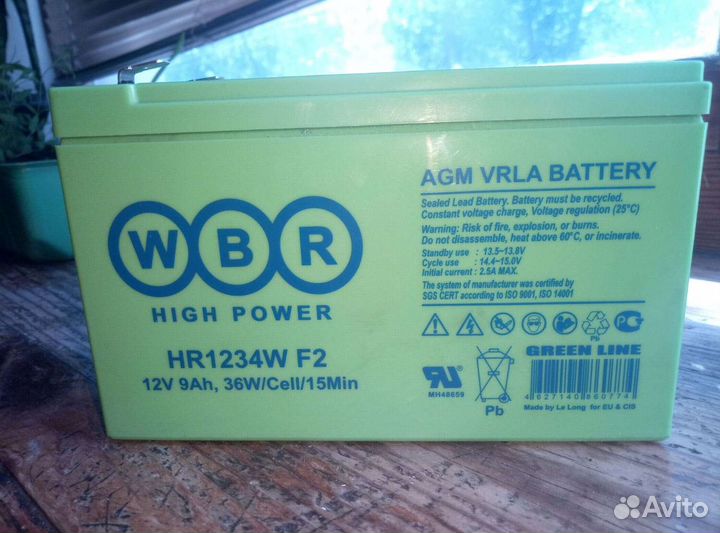 WBR
HIGH POWER
HR1234W F2
12V 9Ah, 36W/Cell/15Min
AGM VRLA BATTERY
Sealed Lead Battery. Battery must be recycled.
Constant voltage charge, Voltage regulation (25°C)
Warning: Risk of fire, explosion, or burns.
Do not disassemble, heat above 60°C, or incinerate.
Standby use : 13.5~13.8V
Cycle use : 14.4~15.0V
Initial current : 2.5A MAX.
The system of manufacturer was certified by
SGS CERT according to ISO 9001, ISO 14001
Pb
GREEN LINE
MH48659
Pb
4627140860774
Made by Le Long for EU & CIS
Avito